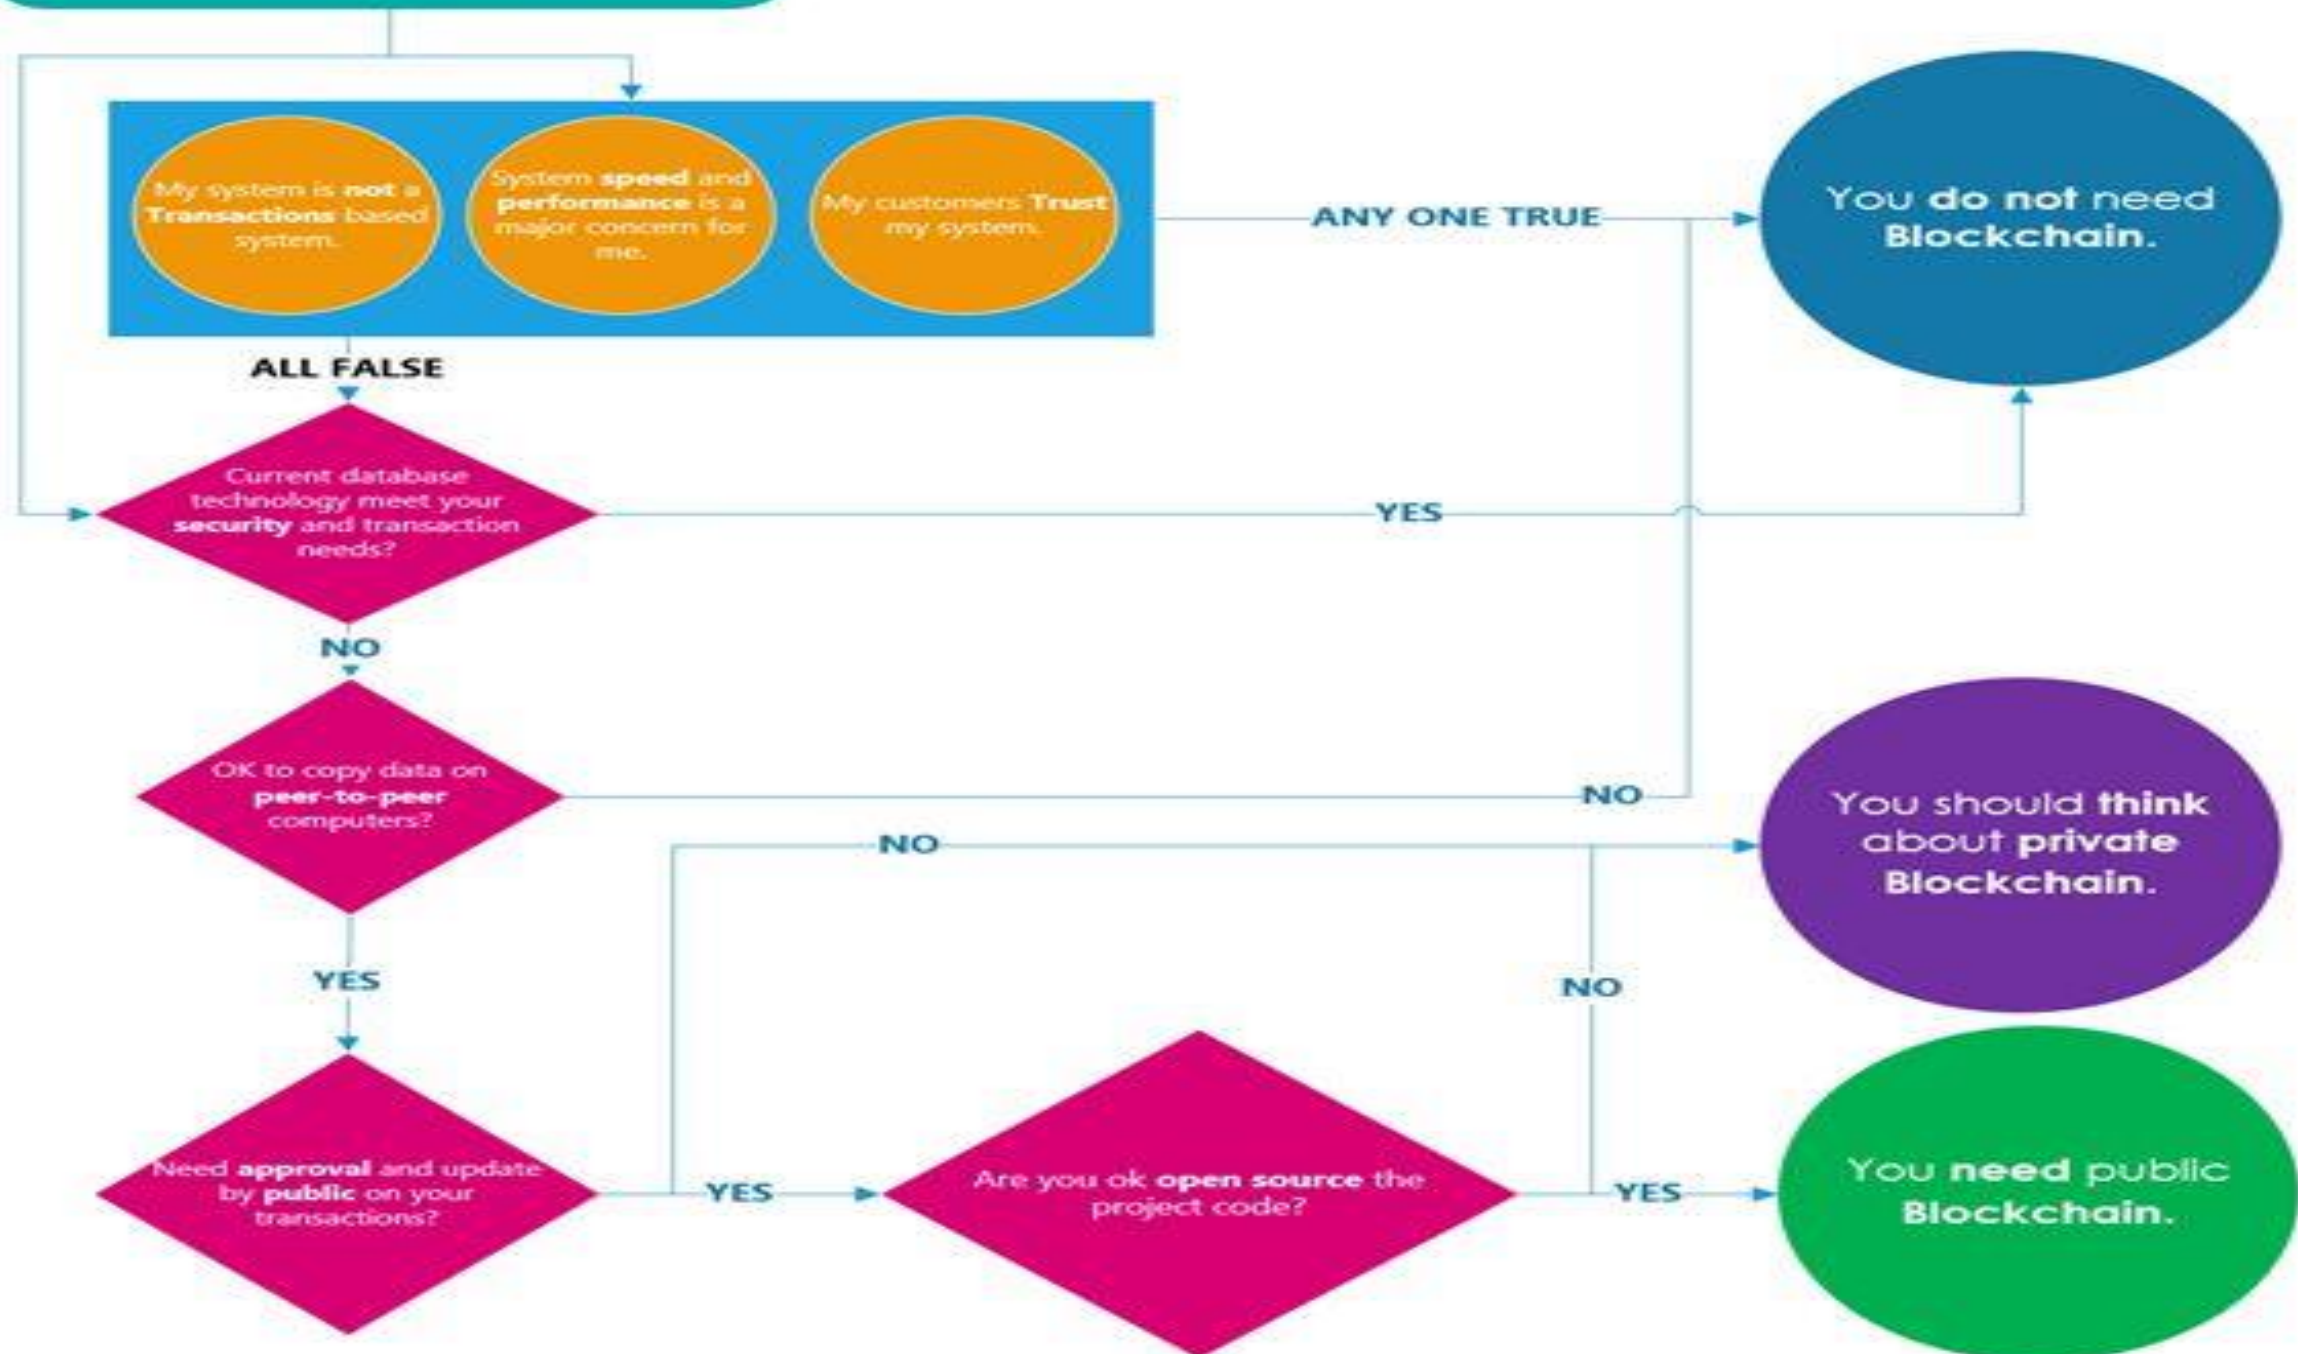 My system is not a
Transactions based
system.
System speed and
performance is a
major concern for
me.
My customers Trust
my system.
ANY ONE TRUE
You do not need
Blockchain.
ALL FALSE
Current database
technology meet your
security and transaction
needs?
YES
NO
OK to copy data on
peer-to-peer
computers?
NO
You should think
about private
Blockchain.
NO
YES
NO
Need approval and update
by public on your
transactions?
YES
Are you ok open source the
project code?
YES
You need public
Blockchain.